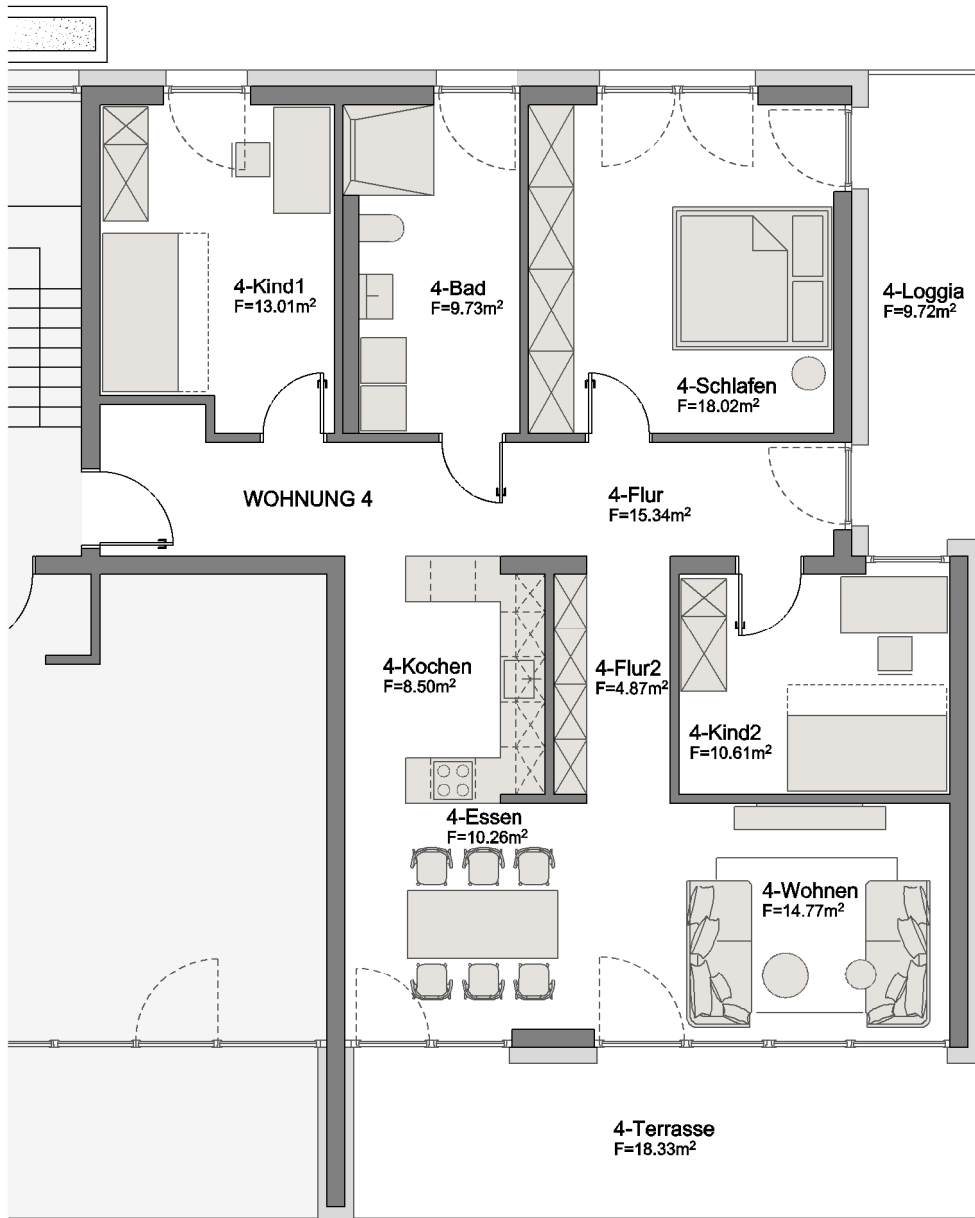 4-Kind1
F=13.01m²
4-Bad
F=9.73m²
4-Loggia
F=9.72m²
4-Schlafen
F=18.02m²
WOHNUNG 4
4-Flur
F=15.34m²
4-Kochen
F=8.50m²
4-Flur2
F=4.87m²
4-Kind2
F=10.61m²
4-Essen
F=10.26m²
4-Wohnen
F=14.77m²
4-Terrasse
F=18.33m²